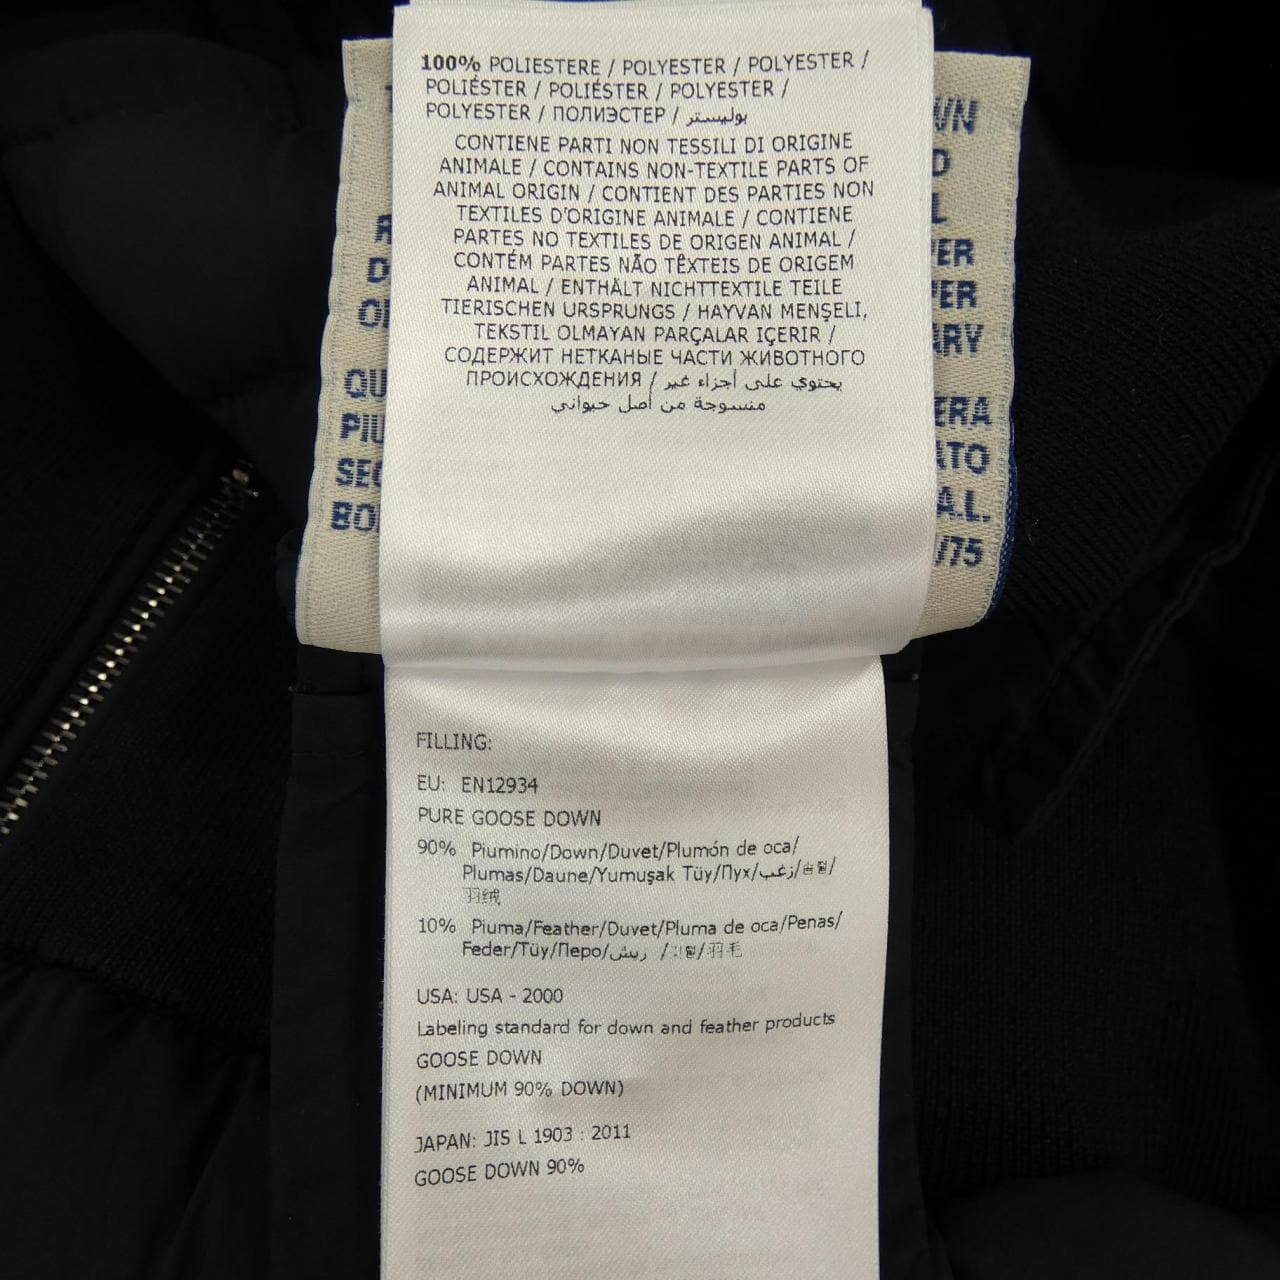 100% POLIESTERE / POLYESTER / POLYESTER /
POLIÉSTER / POLIÉSTER / POLYESTER /
POLYESTER / ПОЛИЭСТЕР / بوليستر
CONTIENE PARTI NON TESSILI DI ORIGINE
ANIMALE / CONTAINS NON-TEXTILE PARTS OF
ANIMAL ORIGIN / CONTIENT DES PARTIES NON
TEXTILES D'ORIGINE ANIMALE / CONTIENE
PARTES NO TEXTILES DE ORIGEN ANIMAL /
CONTÉM PARTES NÃO TÊXTEIS DE ORIGEM
ANIMAL / ENTHÄLT NICHTTEXTILE TEILE
TIERISCHEN URSPRUNGS / HAYVAN MENŞELI,
TEKSTIL OLMAYAN PARÇALAR IÇERIR /
СОДЕРЖИТ НЕТКАНЫЕ ЧАСТИ ЖИВОТНОГО
ПРОИСХОЖДЕНИЯ / يحتوي على أجزاء غير
منسوجة من أصل حيواني
FILLING:
EU: EN12934
PURE GOOSE DOWN
90% Piumino/Down/Duvet/Plumón de oca/
Plumas/Daune/Yumuşak Tüy/Пух/زغب/
羽绒
10% Piuma/Feather/Duvet/Pluma de oca/Penas/
Feder/Tüy/Перо/ريش /羽毛
USA: USA - 2000
Labeling standard for down and feather products
GOOSE DOWN
(MINIMUM 90% DOWN)
JAPAN: JIS L 1903 : 2011
GOOSE DOWN 90%